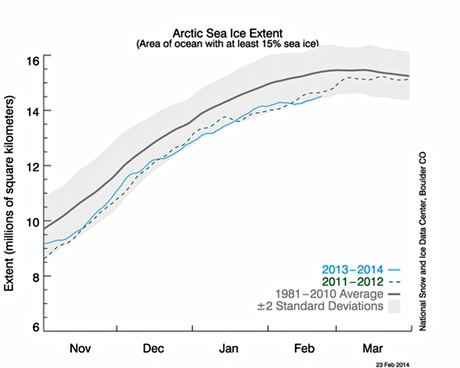 Arctic Sea Ice Extent
(Area of ocean with at least 15% sea ice)
Extent (millions of square kilometers)
16
14
12
10
8
6
Nov Dec Jan Feb Mar
2013–2014
2011–2012
1981–2010 Average
±2 Standard Deviations
National Snow and Ice Data Center, Boulder CO
23 Feb 2014